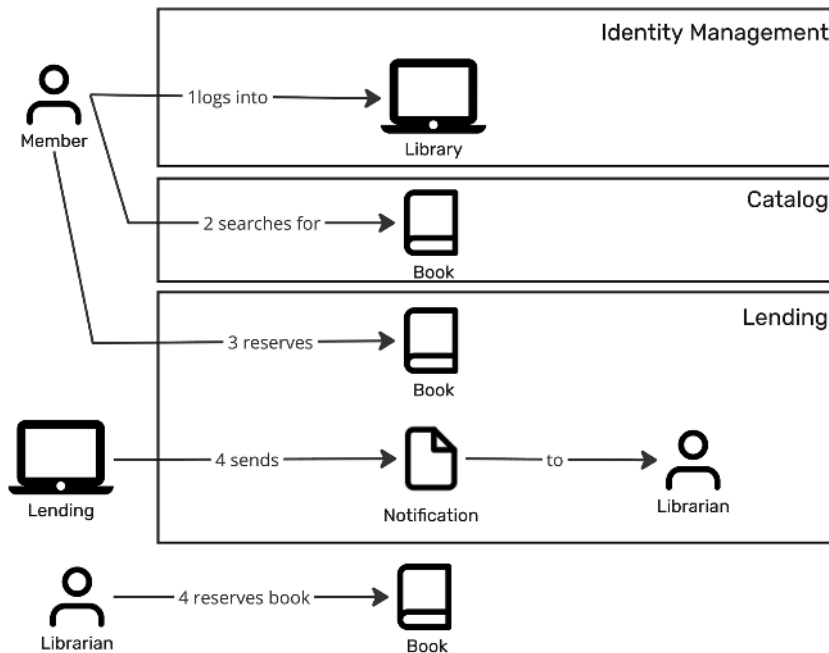 Identity Management
Member
1logs into
Library
Catalog
2 searches for
Book
Lending
3 reserves
Book
Lending
4 sends
Notification
to
Librarian
Librarian
4 reserves book
Book